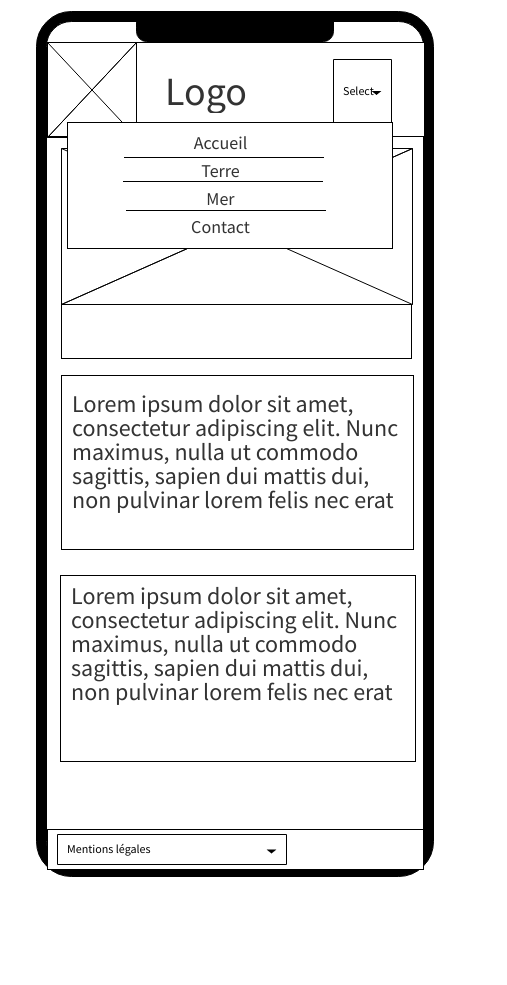 Logo
Select
Accueil
Terre
Mer
Contact
Lorem ipsum dolor sit amet,
consectetur adipiscing elit. Nunc
maximus, nulla ut commodo
sagittis, sapien dui mattis dui,
non pulvinar lorem felis nec erat
Lorem ipsum dolor sit amet,
consectetur adipiscing elit. Nunc
maximus, nulla ut commodo
sagittis, sapien dui mattis dui,
non pulvinar lorem felis nec erat
Mentions légales